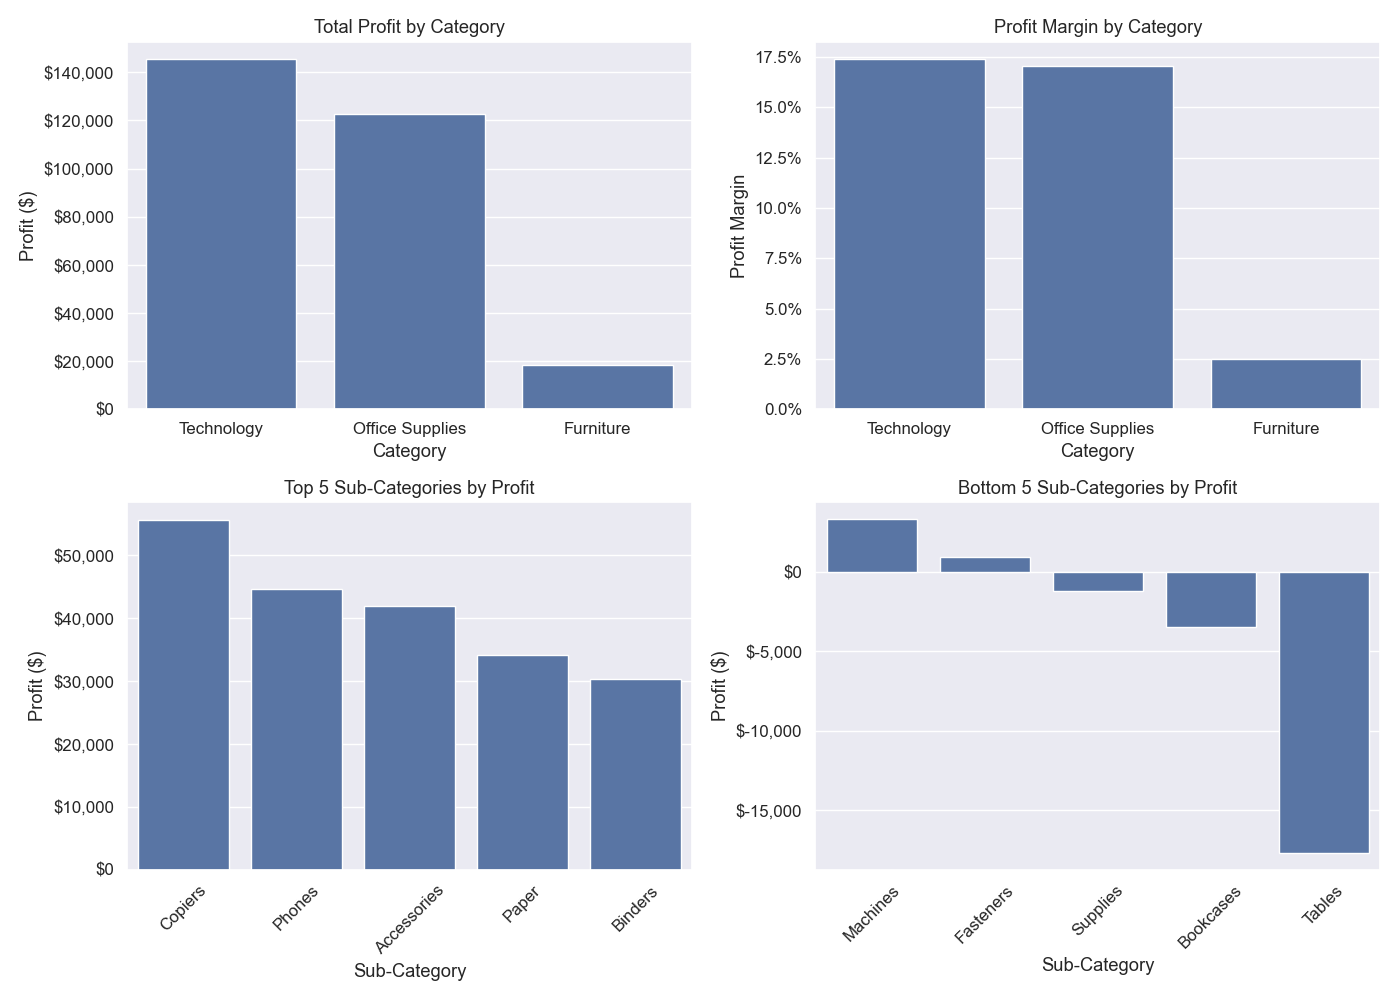 Total Profit by Category
Profit ($)
$140,000
$120,000
$100,000
$80,000
$60,000
$40,000
$20,000
$0
Technology
Office Supplies
Furniture
Category
Profit Margin by Category
Profit Margin
17.5%
15.0%
12.5%
10.0%
7.5%
5.0%
2.5%
0.0%
Technology
Office Supplies
Furniture
Category
Top 5 Sub-Categories by Profit
Profit ($)
$50,000
$40,000
$30,000
$20,000
$10,000
$0
Copiers
Phones
Accessories
Paper
Binders
Sub-Category
Bottom 5 Sub-Categories by Profit
Profit ($)
$0
$-5,000
$-10,000
$-15,000
Machines
Fasteners
Supplies
Bookcases
Tables
Sub-Category